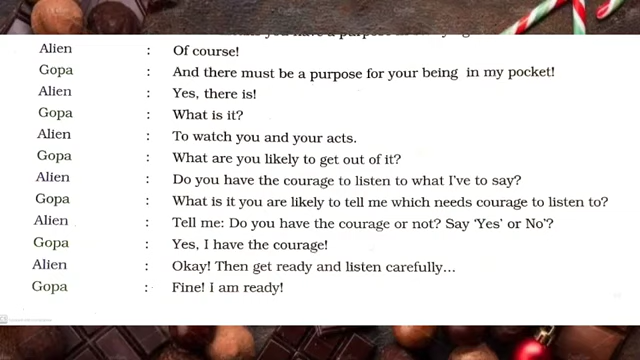 Alien : Of course!
Gopa : And there must be a purpose for your being in my pocket!
Alien : Yes, there is!
Gopa : What is it?
Alien : To watch you and your acts.
Gopa : What are you likely to get out of it?
Alien : Do you have the courage to listen to what I've to say?
Gopa : What is it you are likely to tell me which needs courage to listen to?
Alien : Tell me: Do you have the courage or not? Say 'Yes' or No'?
Gopa : Yes, I have the courage!
Alien : Okay! Then get ready and listen carefully...
Gopa : Fine! I am ready!